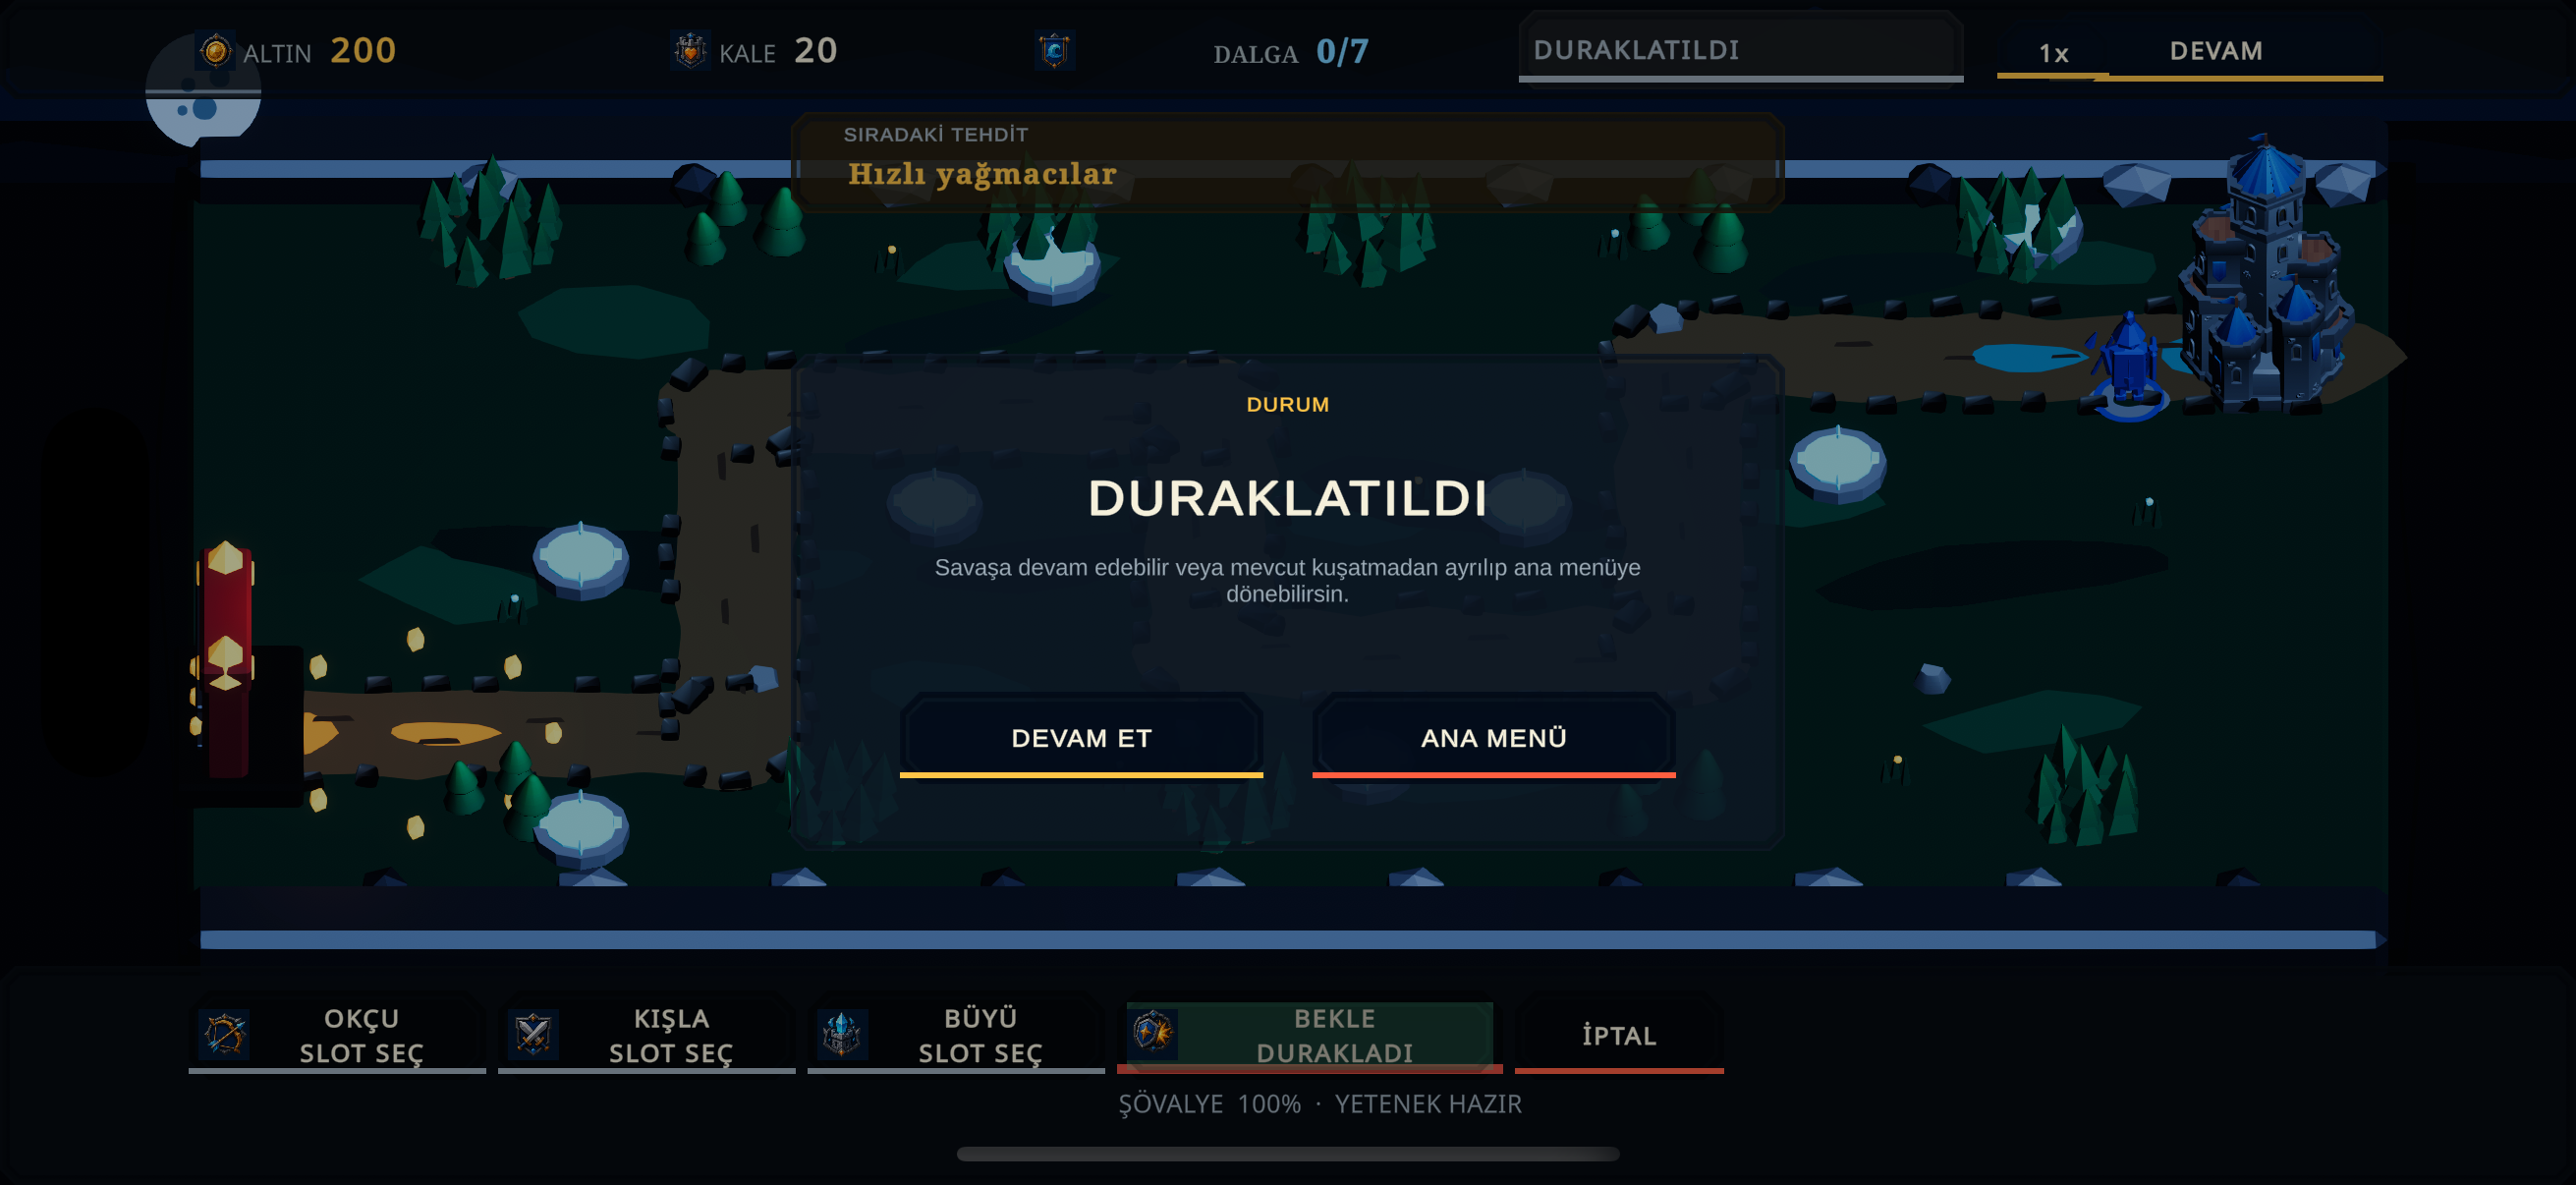 ALTIN 200
KALE 20
DALGA 0/7
DURAKLATILDI
1x
DEVAM
SIRADAKİ TEHDİT
Hızlı yağmacılar
DURUM
DURAKLATILDI
Savaşa devam edebilir veya mevcut kuşatmadan ayrılıp ana menüye
dönebilirsin.
DEVAM ET
ANA MENÜ
OKÇU
SLOT SEÇ
KIŞLA
SLOT SEÇ
BÜYÜ
SLOT SEÇ
BEKLE
DURAKLADI
İPTAL
ŞÖVALYE 100% · YETENEK HAZIR